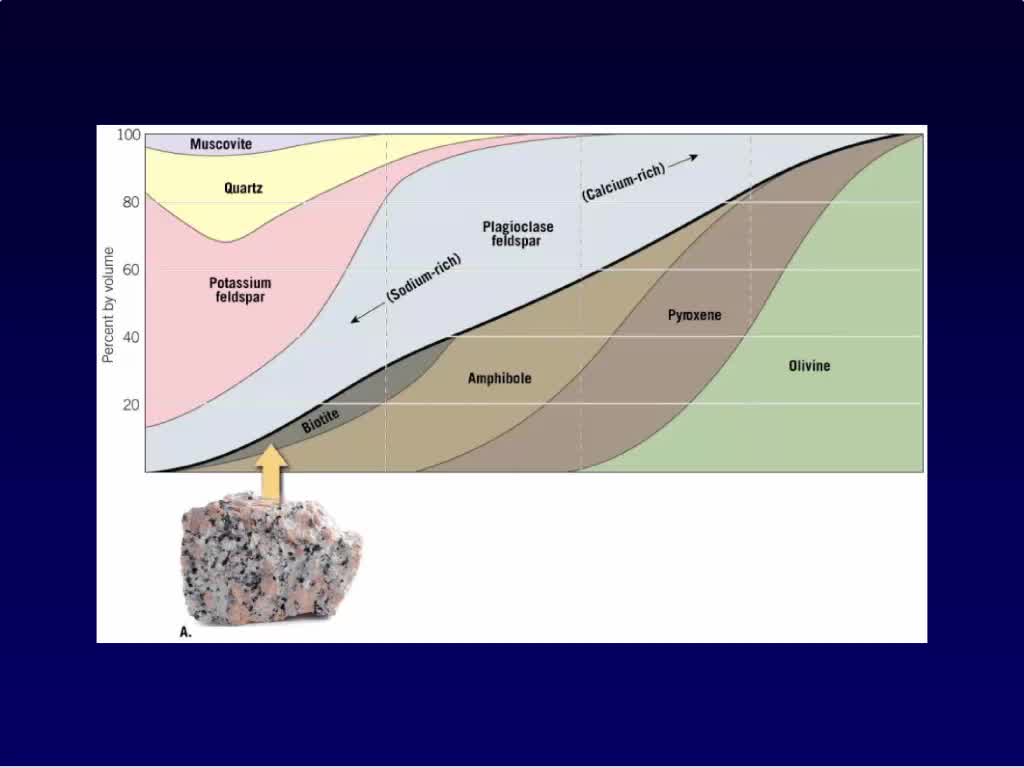 100
80
60
40
20
Percent by volume
Muscovite
Quartz
Potassium
feldspar
(Sodium-rich)
Plagioclase
feldspar
(Calcium-rich)
Biotite
Amphibole
Pyroxene
Olivine
A.